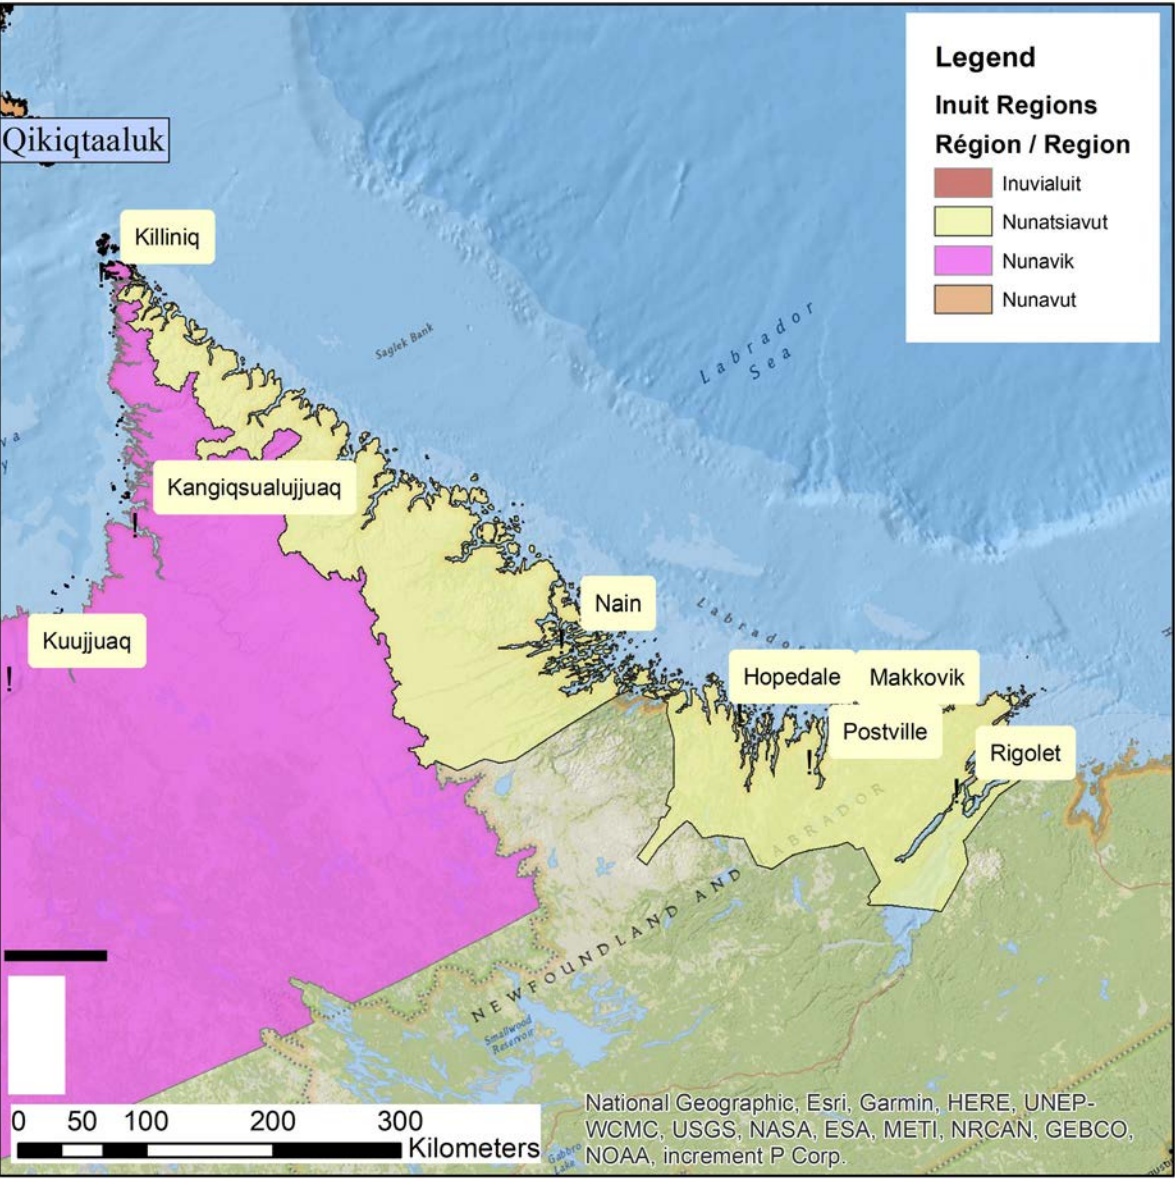 Legend
Inuit Regions
Région / Region
Inuvialuit
Nunatsiavut
Nunavik
Nunavut
Qikiqtaaluk
Killiniq
Saglek Bank
Labrador
Sea
Kangiqsualujjuaq
Nain
Labrador
Kuujjuaq
Hopedale
Makkovik
Postville
Rigolet
NEWFOUNDLAND AND LABRADOR
Smallwood
Reservoir
0 50 100 200 300
Kilometers
Gabbro
Lake
National Geographic, Esri, Garmin, HERE, UNEP-
WCMC, USGS, NASA, ESA, METI, NRCAN, GEBCO,
NOAA, increment P Corp.